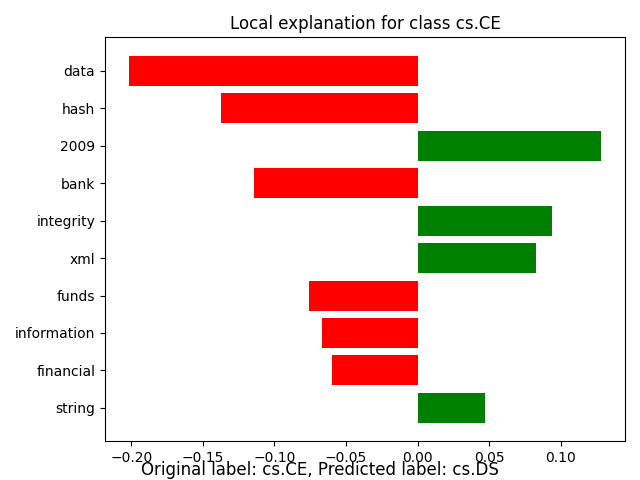 Local explanation for class cs.CE
data
hash
2009
bank
integrity
xml
funds
information
financial
string
−0.20 −0.15 −0.10 −0.05 0.00 0.05 0.10
Original label: cs.CE, Predicted label: cs.DS